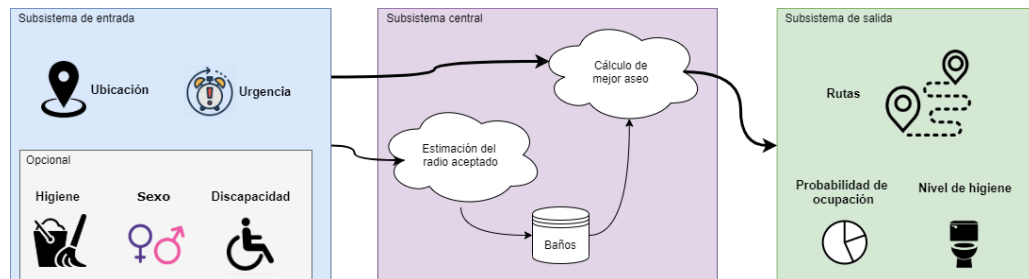 Subsistema de entrada
Ubicación
Urgencia
Opcional
Higiene
Sexo
Discapacidad
Subsistema central
Cálculo de
mejor aseo
Estimación del
radio aceptado
Baños
Subsistema de salida
Rutas
Probabilidad de
ocupación
Nivel de higiene